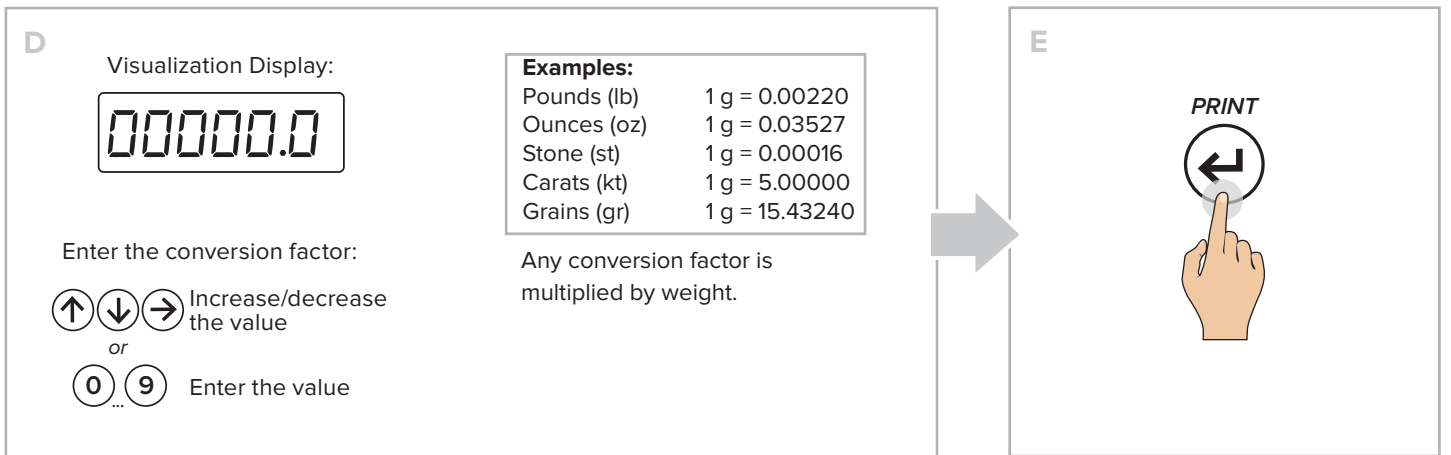 D
Visualization Display:
00000.0
Enter the conversion factor:
Increase/decrease
the value
or
0 ... 9 Enter the value
Examples:
Pounds (lb) 1 g = 0.00220
Ounces (oz) 1 g = 0.03527
Stone (st) 1 g = 0.00016
Carats (kt) 1 g = 5.00000
Grains (gr) 1 g = 15.43240
Any conversion factor is
multiplied by weight.
E
PRINT